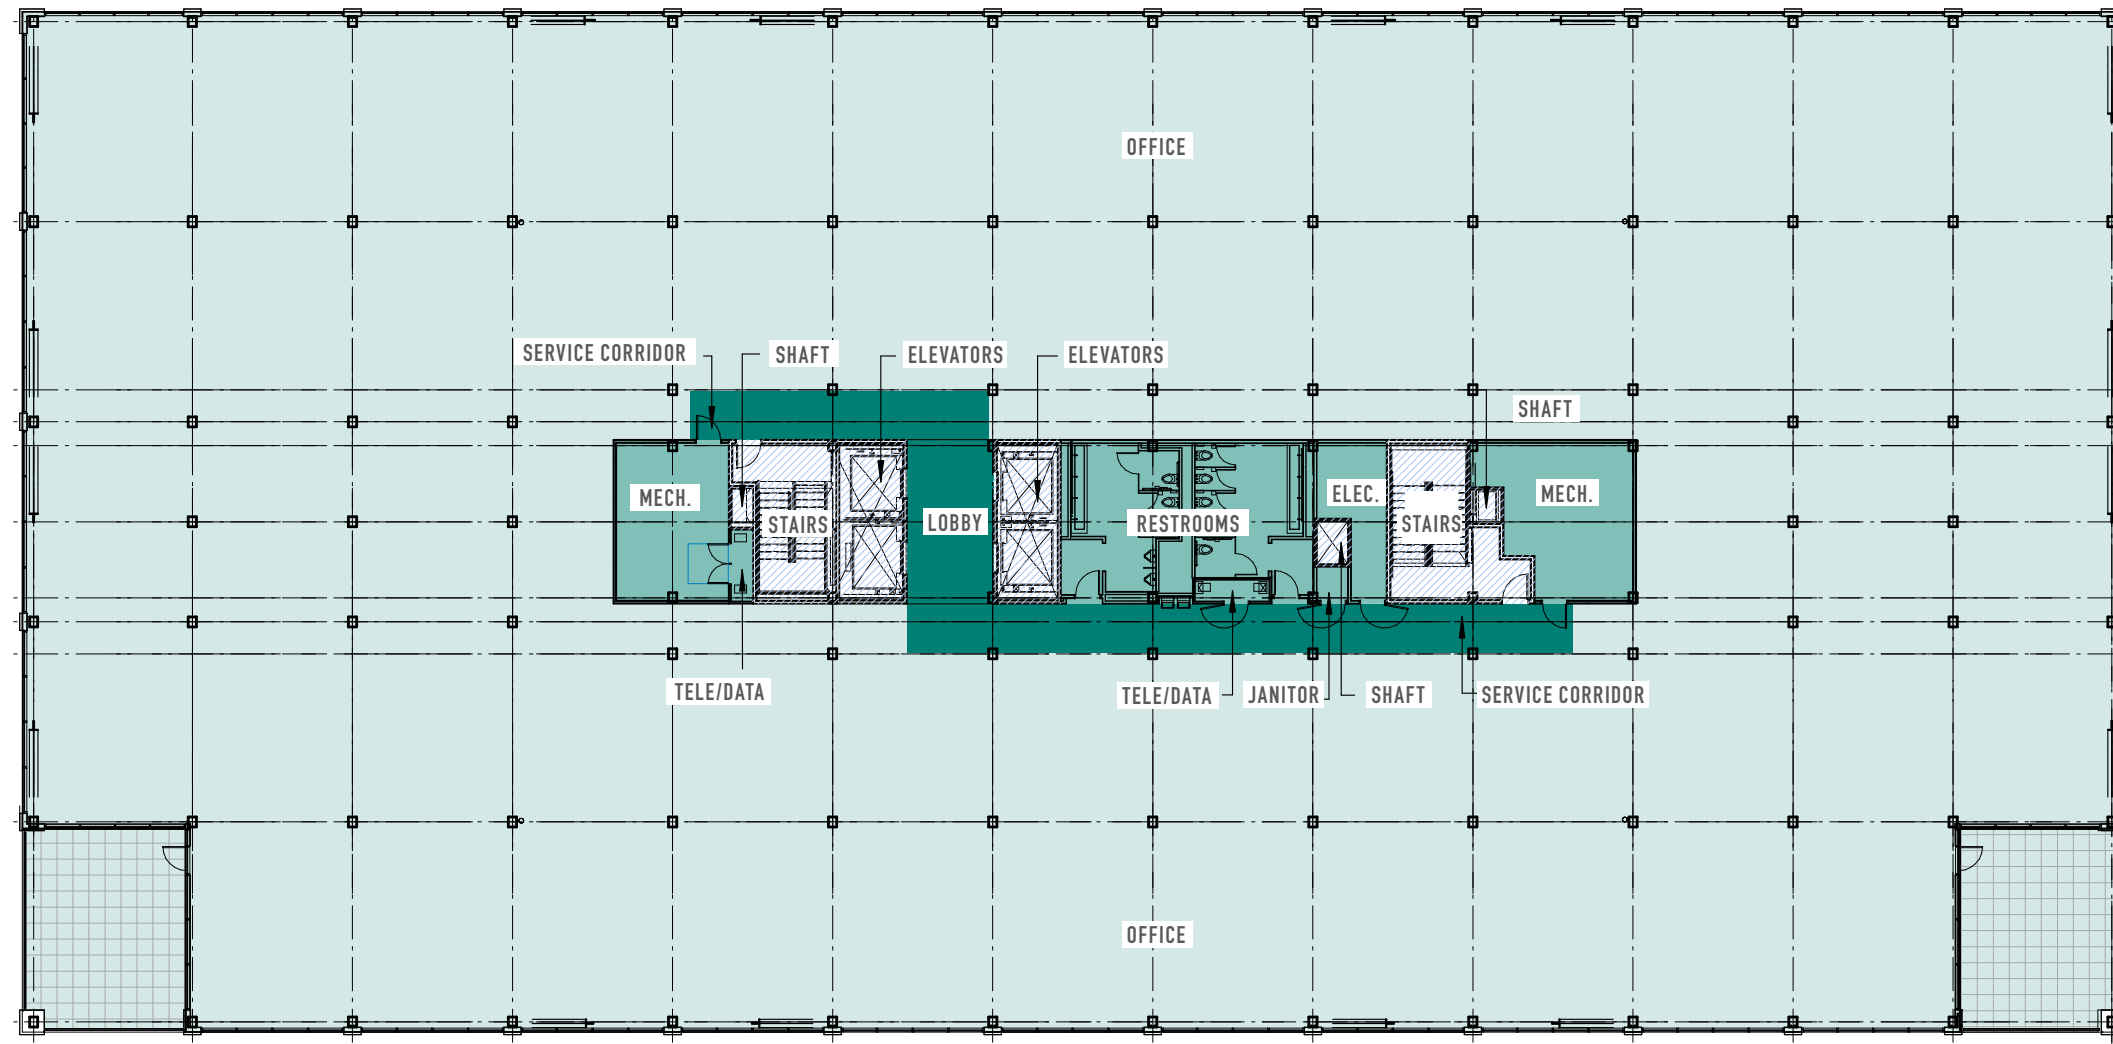 OFFICE
SERVICE CORRIDOR
SHAFT
ELEVATORS
ELEVATORS
SHAFT
MECH.
STAIRS
LOBBY
RESTROOMS
ELEC.
STAIRS
MECH.
TELE/DATA
TELE/DATA
JANITOR
SHAFT
SERVICE CORRIDOR
OFFICE